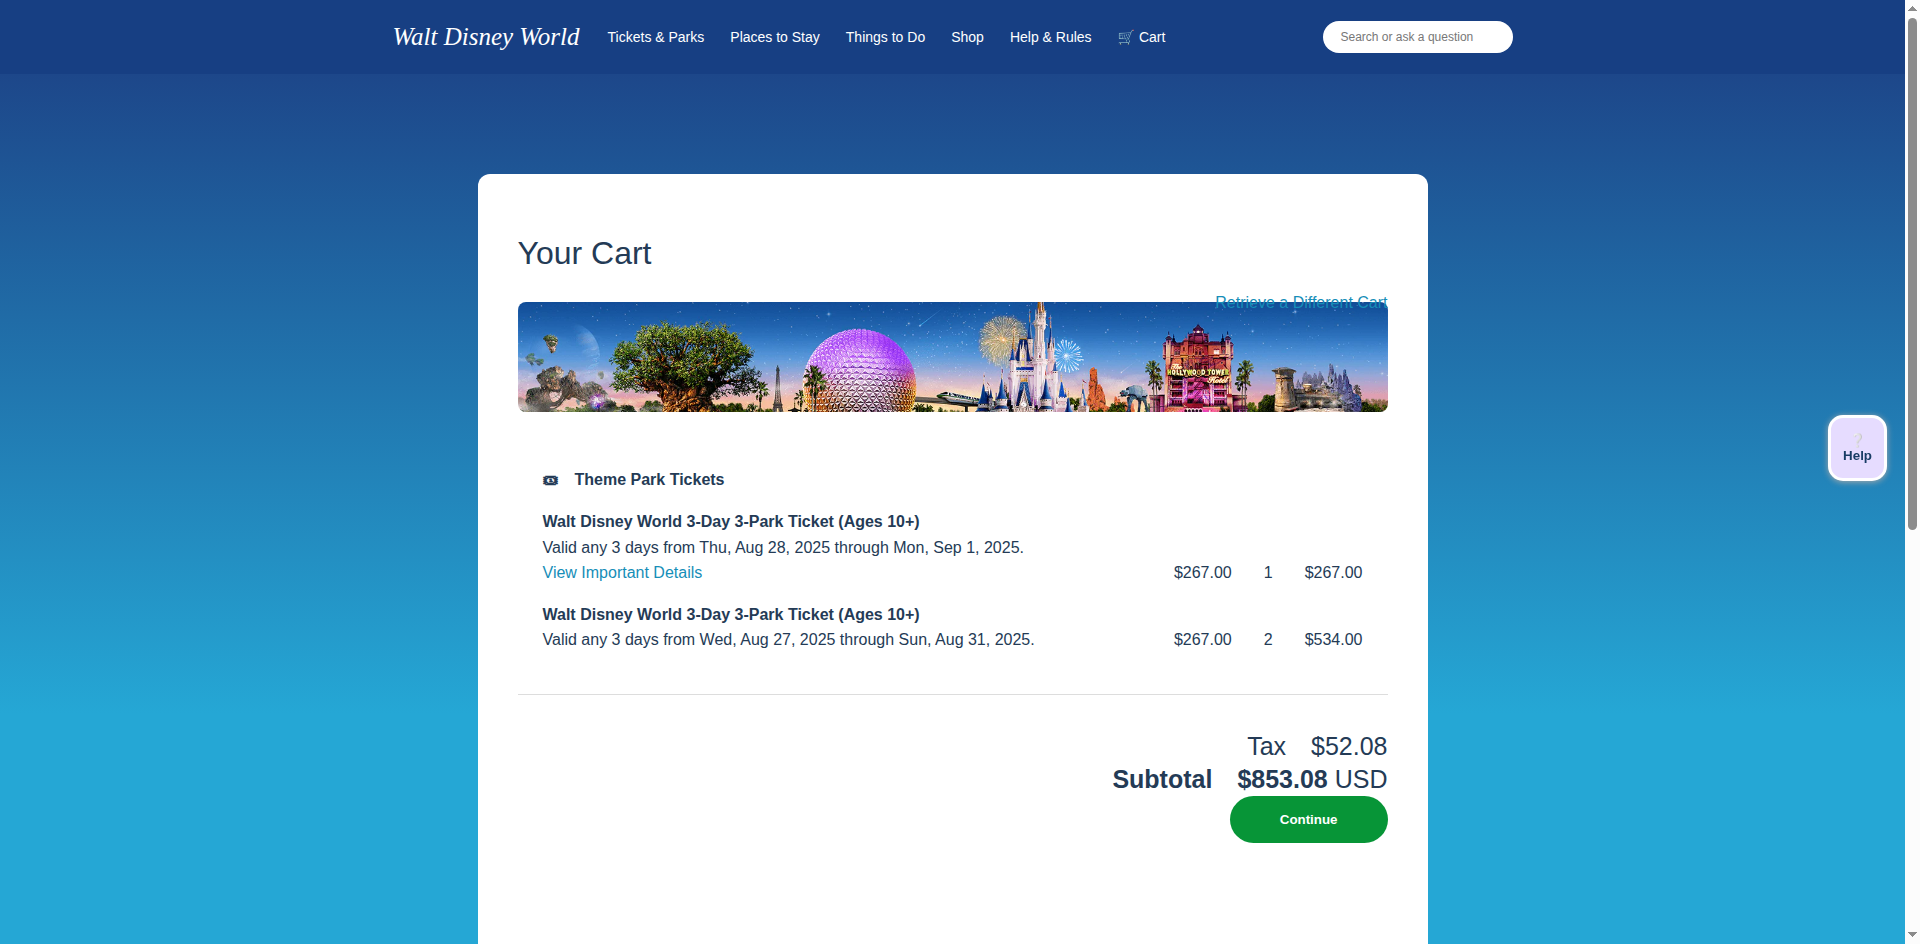 Walt Disney World Tickets & Parks Places to Stay Things to Do Shop Help & Rules 🛒 Cart Search or ask a question
Your Cart
Retrieve a Different Cart
The
HOLLYWOOD TOWER
Hotel
Help
Theme Park Tickets
Walt Disney World 3-Day 3-Park Ticket (Ages 10+)
Valid any 3 days from Thu, Aug 28, 2025 through Mon, Sep 1, 2025.
View Important Details $267.00 1 $267.00
Walt Disney World 3-Day 3-Park Ticket (Ages 10+)
Valid any 3 days from Wed, Aug 27, 2025 through Sun, Aug 31, 2025. $267.00 2 $534.00
Tax $52.08
Subtotal $853.08 USD
Continue